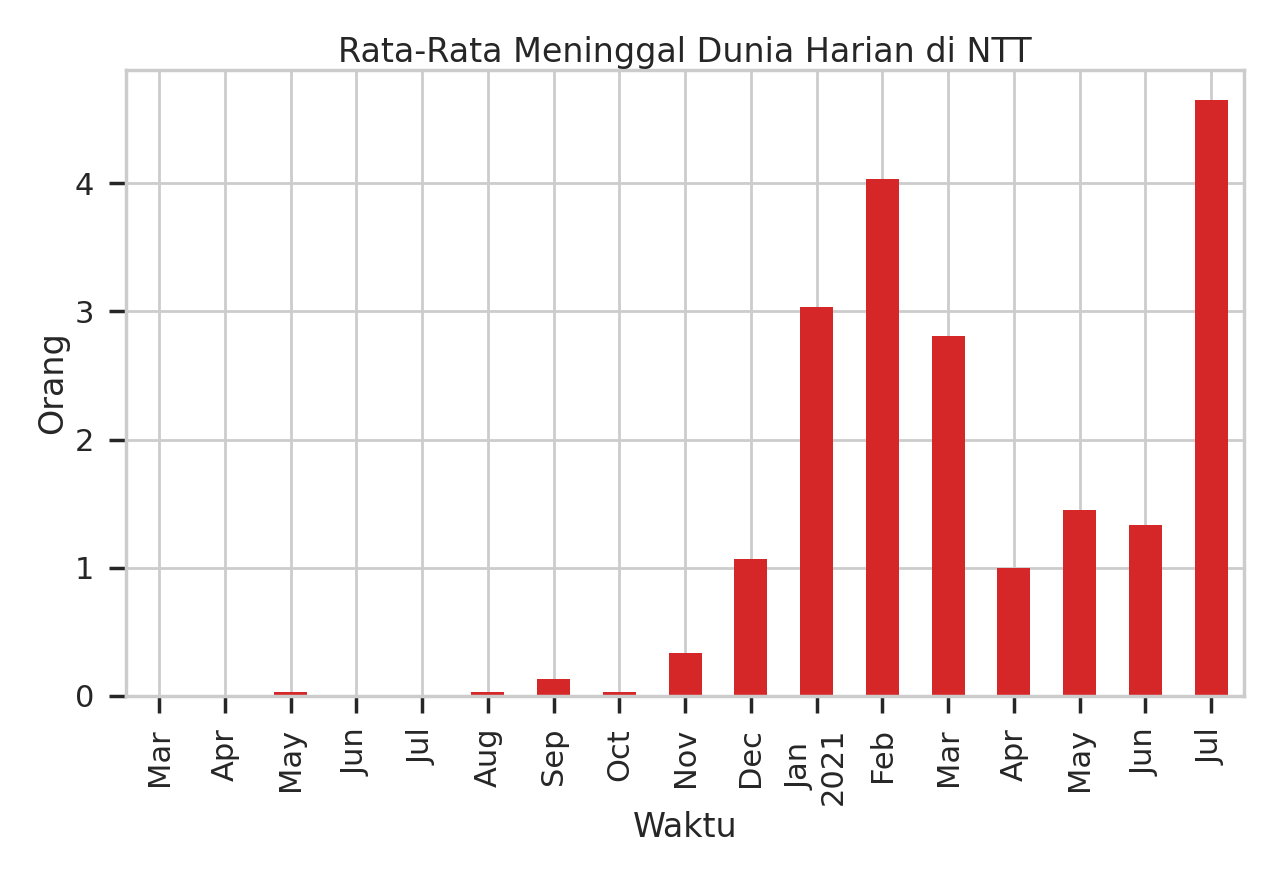 Rata-Rata Meninggal Dunia Harian di NTT
Orang
4
3
2
1
0
Mar
Apr
May
Jun
Jul
Aug
Sep
Oct
Nov
Dec
Jan
2021
Feb
Mar
Apr
May
Jun
Jul
Waktu